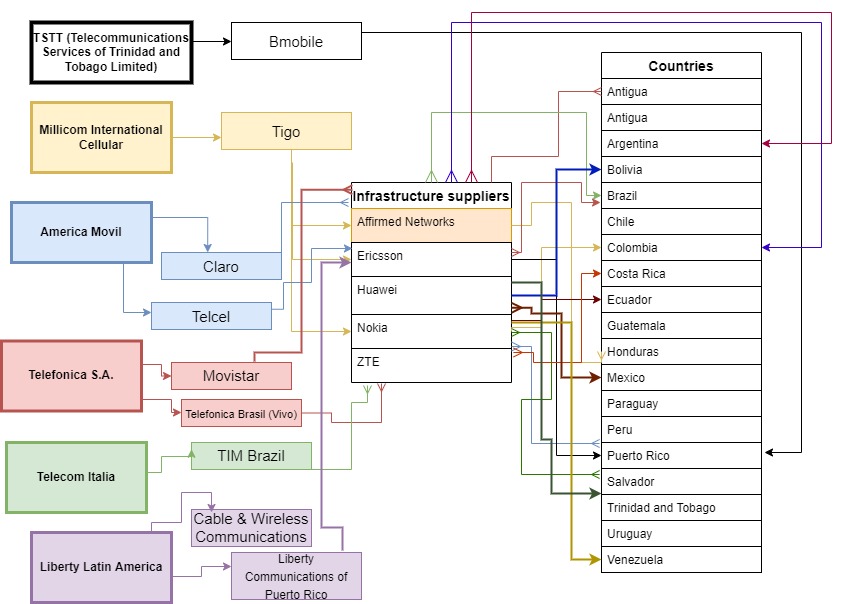 TSTT (Telecommunications
Services of Trinidad and
Tobago Limited)
Bmobile
Millicom International
Cellular
Tigo
America Movil
Claro
Telcel
Telefonica S.A.
Movistar
Telefonica Brasil (Vivo)
Telecom Italia
TIM Brazil
Liberty Latin America
Cable & Wireless
Communications
Liberty
Communications of
Puerto Rico
Infrastructure suppliers
Affirmed Networks
Ericsson
Huawei
Nokia
ZTE
Countries
Antigua
Antigua
Argentina
Bolivia
Brazil
Chile
Colombia
Costa Rica
Ecuador
Guatemala
Honduras
Mexico
Paraguay
Peru
Puerto Rico
Salvador
Trinidad and Tobago
Uruguay
Venezuela